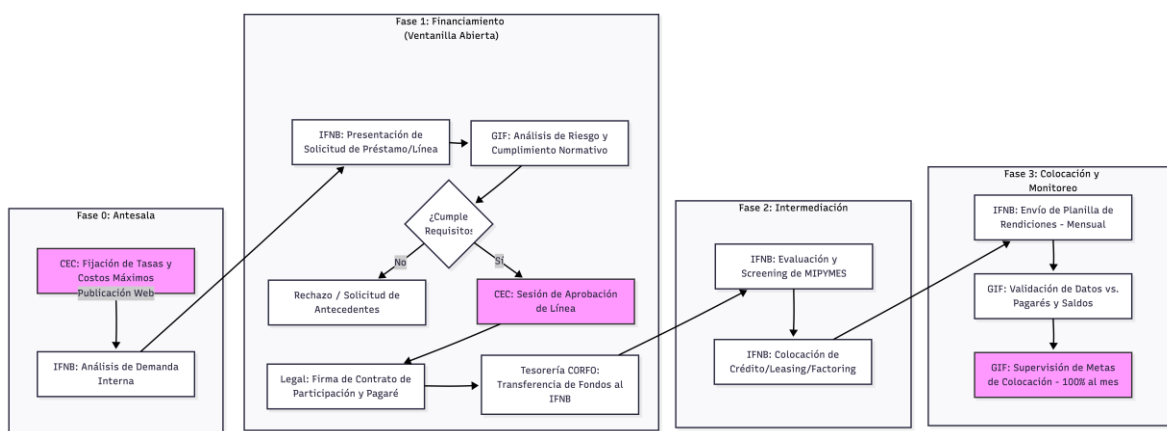 Fase 0: Antesala
CEC: Fijación de Tasas y
Costos Máximos
Publicación Web
IFNB: Análisis de Demanda
Interna
Fase 1: Financiamiento
(Ventanilla Abierta)
IFNB: Presentación de
Solicitud de Préstamo/Línea
GIF: Análisis de Riesgo y
Cumplimiento Normativo
¿Cumple
Requisitos
No
Sí
Rechazo / Solicitud de
Antecedentes
CEC: Sesión de Aprobación
de Línea
Legal: Firma de Contrato de
Participación y Pagaré
Tesorería CORFO:
Transferencia de Fondos al
IFNB
Fase 2: Intermediación
IFNB: Evaluación y
Screening de MIPYMES
IFNB: Colocación de
Crédito/Leasing/Factoring
Fase 3: Colocación y
Monitoreo
IFNB: Envío de Planilla de
Rendiciones - Mensual
GIF: Validación de Datos vs.
Pagarés y Saldos
GIF: Supervisión de Metas
de Colocación - 100% al mes